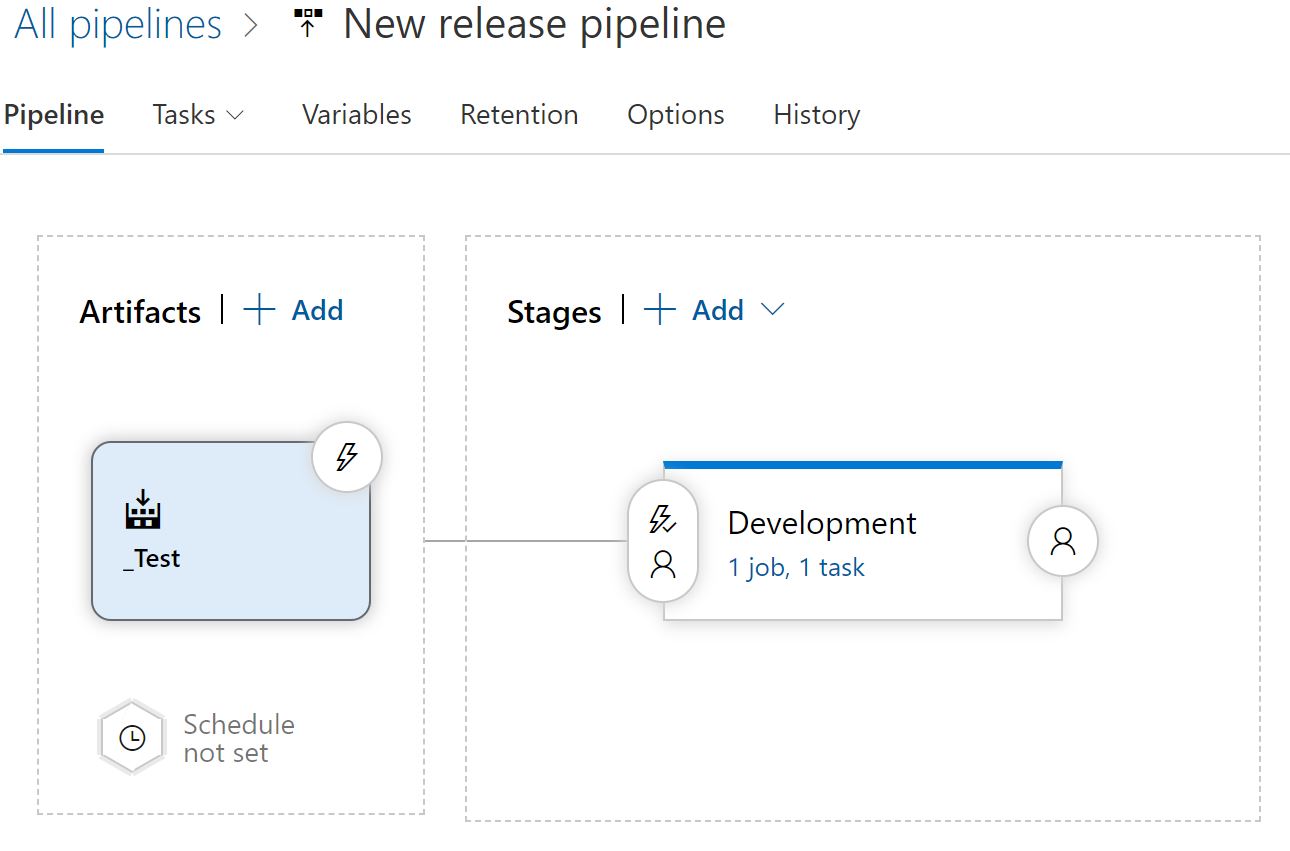 All pipelines > New release pipeline
Pipeline Tasks Variables Retention Options History
Artifacts | + Add
Stages | + Add
_Test
Development
1 job, 1 task
Schedule
not set